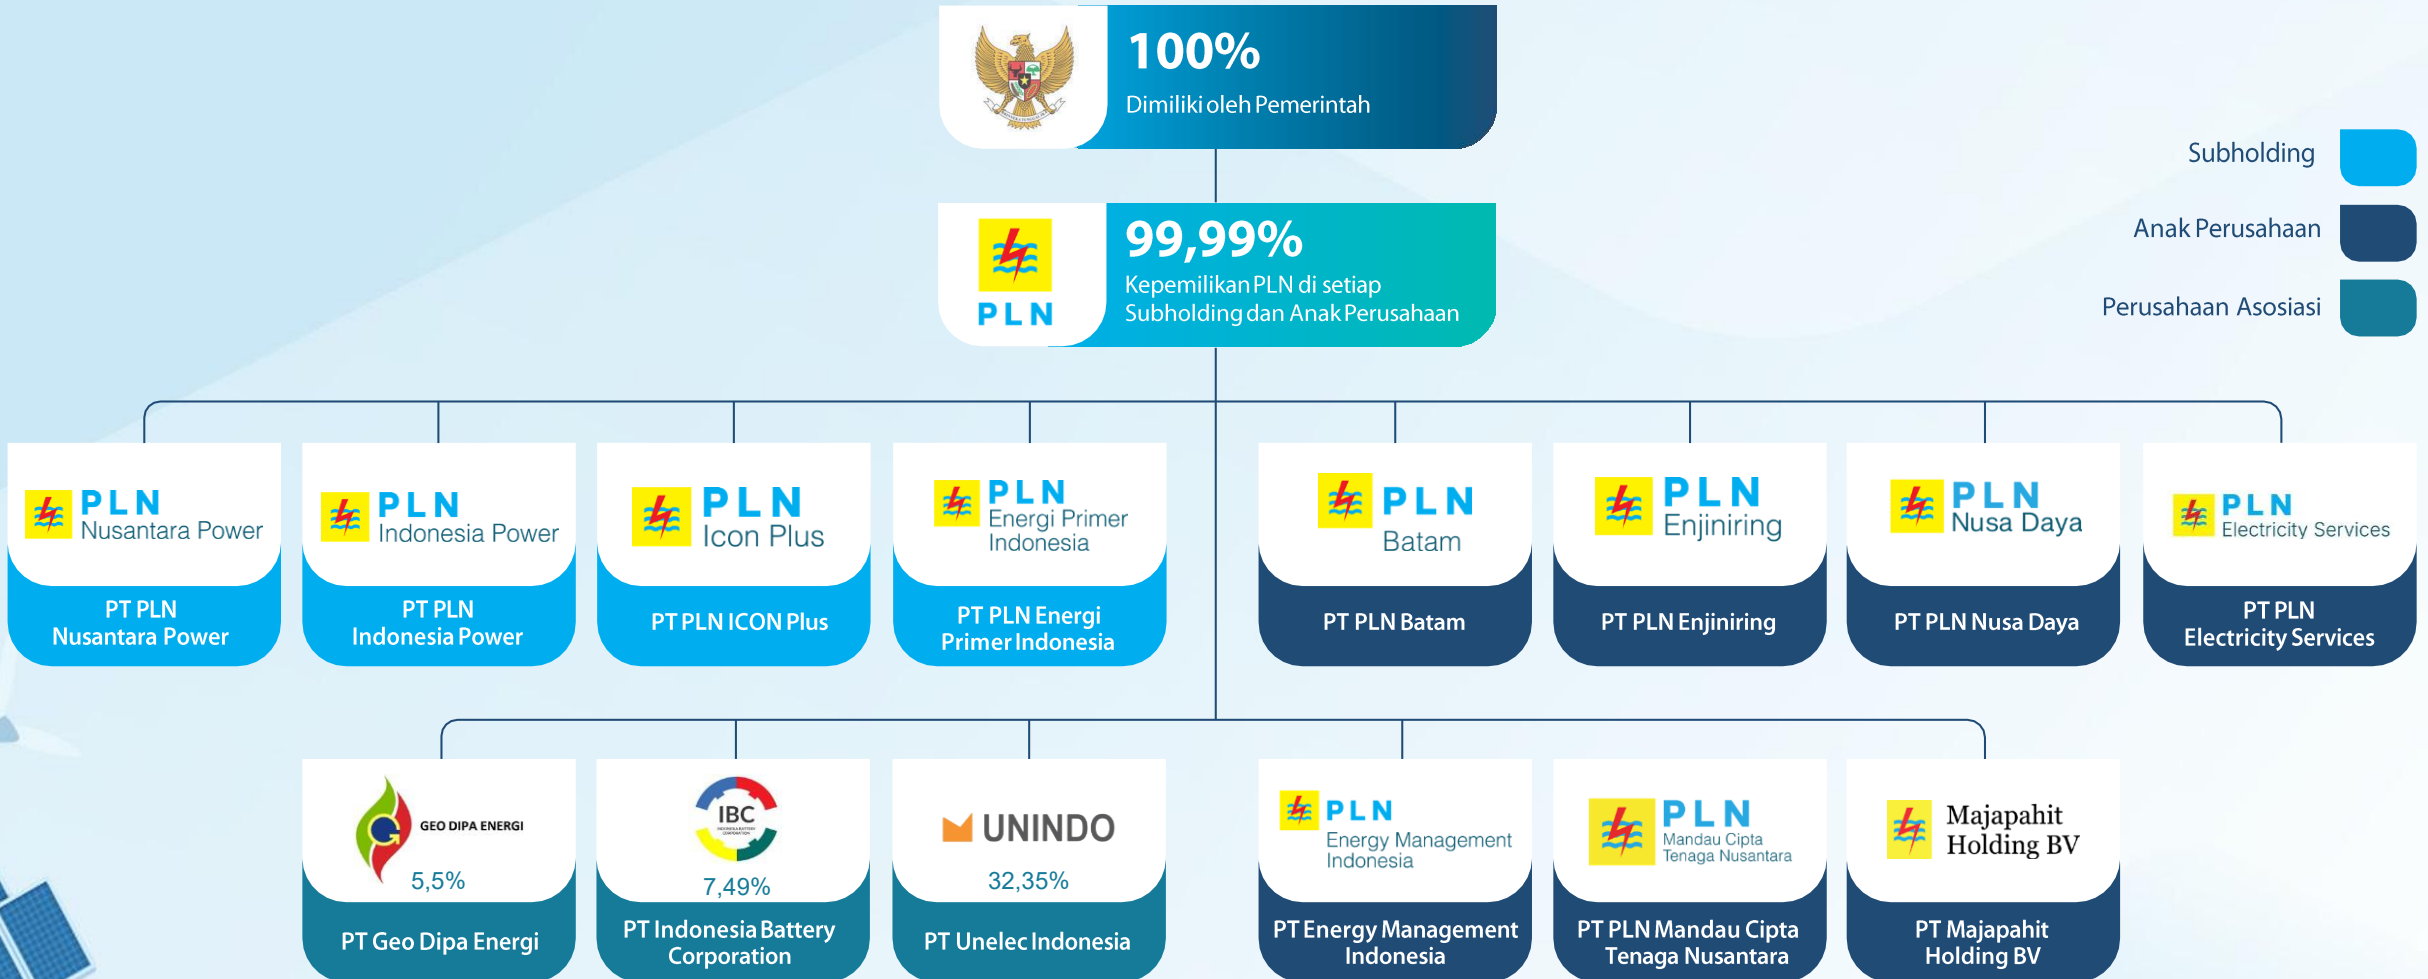 100%
Dimiliki oleh Pemerintah
Subholding
Anak Perusahaan
Perusahaan Asosiasi
PLN
99,99%
Kepemilikan PLN di setiap
Subholding dan Anak Perusahaan
PLN
Nusantara Power
PT PLN
Nusantara Power
PLN
Indonesia Power
PT PLN
Indonesia Power
PLN
Icon Plus
PT PLN ICON Plus
PLN
Energi Primer
Indonesia
PT PLN Energi
Primer Indonesia
PLN
Batam
PT PLN Batam
PLN
Enjiniring
PT PLN Enjiniring
PLN
Nusa Daya
PT PLN Nusa Daya
PLN
Electricity Services
PT PLN
Electricity Services
GEO DIPA ENERGI
5,5%
PT Geo Dipa Energi
IBC
INDONESIA BATTERY
CORPORATION
7,49%
PT Indonesia Battery
Corporation
UNINDO
32,35%
PT Unelec Indonesia
PLN
Energy Management
Indonesia
PT Energy Management
Indonesia
PLN
Mandau Cipta
Tenaga Nusantara
PT PLN Mandau Cipta
Tenaga Nusantara
Majapahit
Holding BV
PT Majapahit
Holding BV